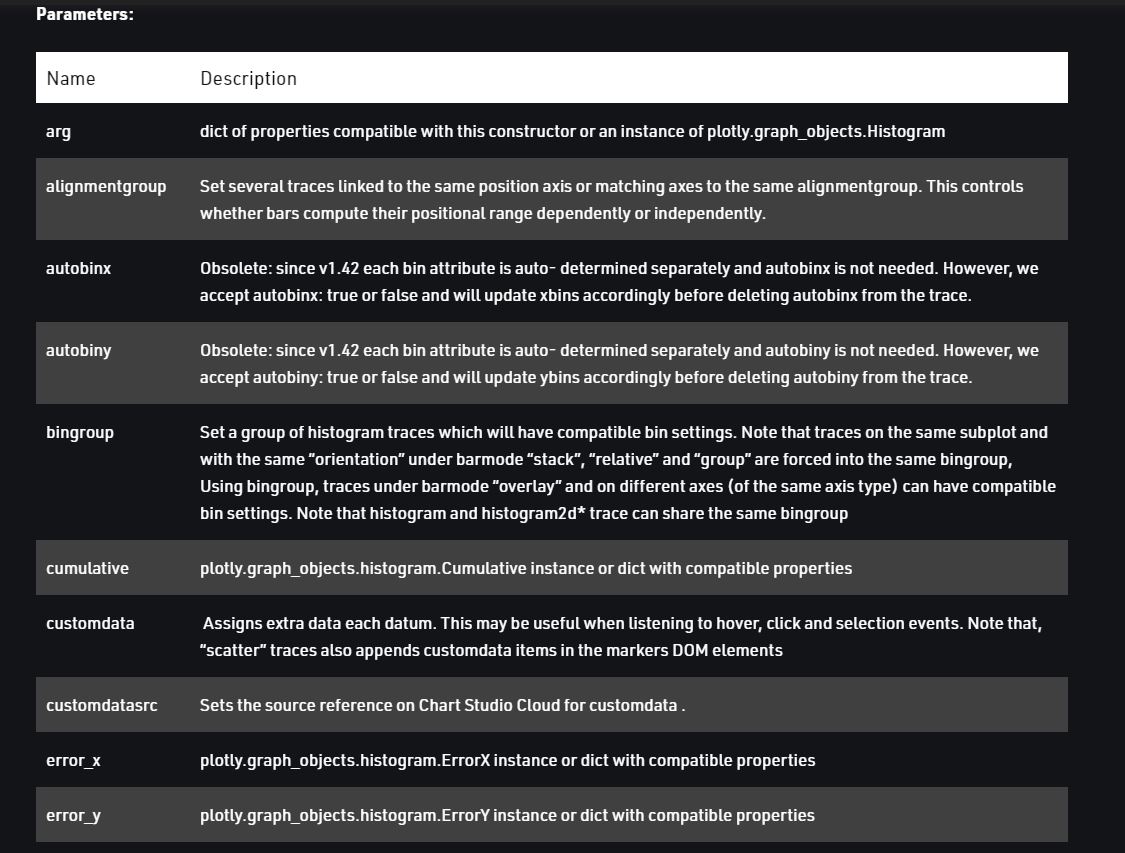 Parameters:
Name Description
arg dict of properties compatible with this constructor or an instance of plotly.graph_objects.Histogram
alignmentgroup Set several traces linked to the same position axis or matching axes to the same alignmentgroup. This controls
whether bars compute their positional range dependently or independently.
autobinx Obsolete: since v1.42 each bin attribute is auto- determined separately and autobinx is not needed. However, we
accept autobinx: true or false and will update xbins accordingly before deleting autobinx from the trace.
autobiny Obsolete: since v1.42 each bin attribute is auto- determined separately and autobiny is not needed. However, we
accept autobiny: true or false and will update ybins accordingly before deleting autobiny from the trace.
bingroup Set a group of histogram traces which will have compatible bin settings. Note that traces on the same subplot and
with the same “orientation” under barmode “stack”, “relative” and “group” are forced into the same bingroup,
Using bingroup, traces under barmode “overlay” and on different axes (of the same axis type) can have compatible
bin settings. Note that histogram and histogram2d* trace can share the same bingroup
cumulative plotly.graph_objects.histogram.Cumulative instance or dict with compatible properties
customdata Assigns extra data each datum. This may be useful when listening to hover, click and selection events. Note that,
“scatter” traces also appends customdata items in the markers DOM elements
customdatasrc Sets the source reference on Chart Studio Cloud for customdata .
error_x plotly.graph_objects.histogram.ErrorX instance or dict with compatible properties
error_y plotly.graph_objects.histogram.ErrorY instance or dict with compatible properties